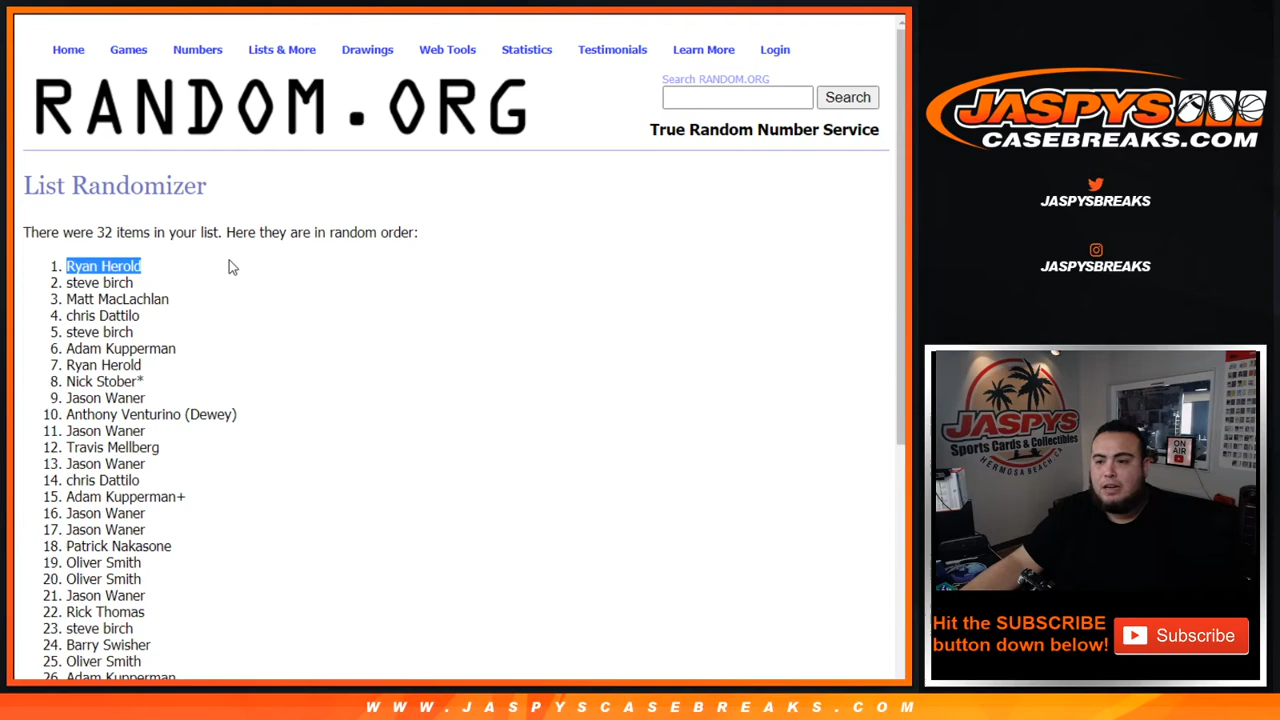 Home Games Numbers Lists & More Drawings Web Tools Statistics Testimonials Learn More Login
RANDOM.ORG
Search RANDOM.ORG
Search
True Random Number Service
List Randomizer
There were 32 items in your list. Here they are in random order:
1. Ryan Herold
2. steve birch
3. Matt MacLachlan
4. chris Dattilo
5. steve birch
6. Adam Kupperman
7. Ryan Herold
8. Nick Stober*
9. Jason Waner
10. Anthony Venturino (Dewey)
11. Jason Waner
12. Travis Mellberg
13. Jason Waner
14. chris Dattilo
15. Adam Kupperman+
16. Jason Waner
17. Jason Waner
18. Patrick Nakasone
19. Oliver Smith
20. Oliver Smith
21. Jason Waner
22. Rick Thomas
23. steve birch
24. Barry Swisher
25. Oliver Smith
26. Adam Kupperman
JASPYS
CASEBREAKS.COM
JASPYSBREAKS
JASPYSBREAKS
JASPYS
Sports Cards & Collectibles
HERMOSA BEACH, CA
ON AIR
Hit the SUBSCRIBE
button down below!
Subscribe
WWW.JASPYSCASEBREAKS.COM